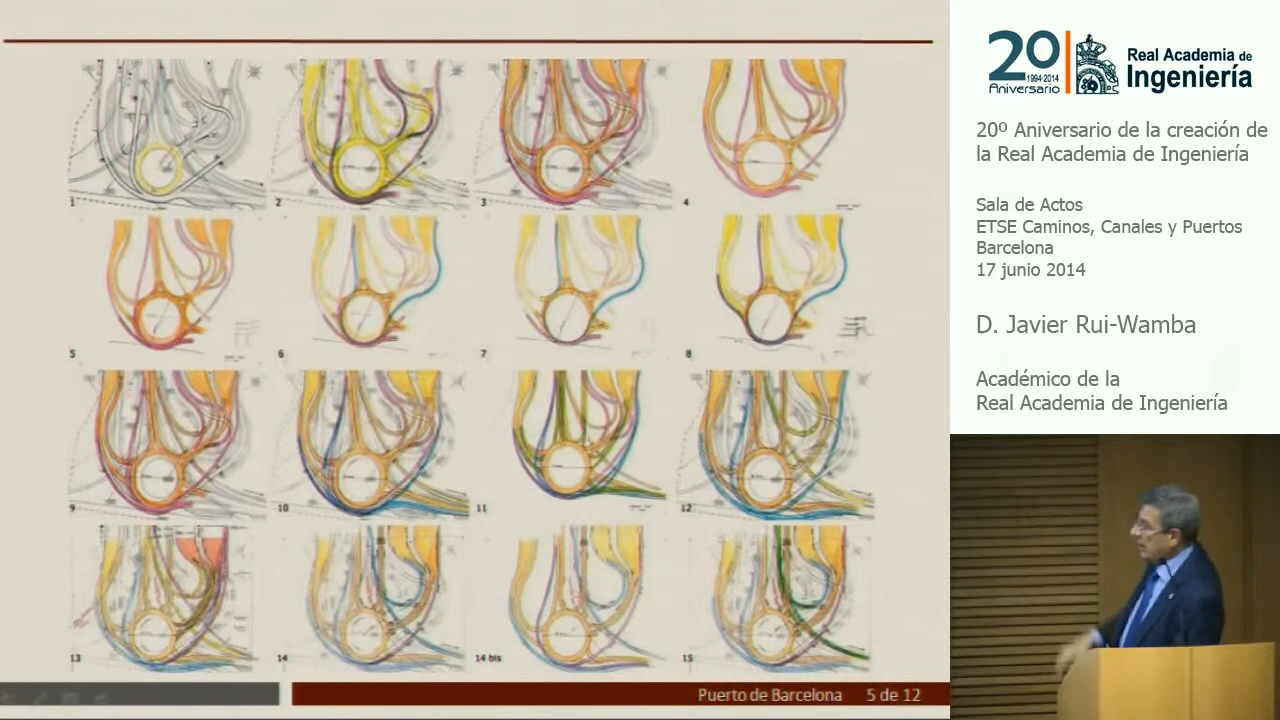 1
2
3
4
5
6
7
8
9
10
11
12
13
14
14 bis
15
Puerto de Barcelona 5 de 12
20
1994-2014
Aniversario
Real Academia de
Ingeniería
20º Aniversario de la creación de
la Real Academia de Ingeniería
Sala de Actos
ETSE Caminos, Canales y Puertos
Barcelona
17 junio 2014
D. Javier Rui-Wamba
Académico de la
Real Academia de Ingeniería